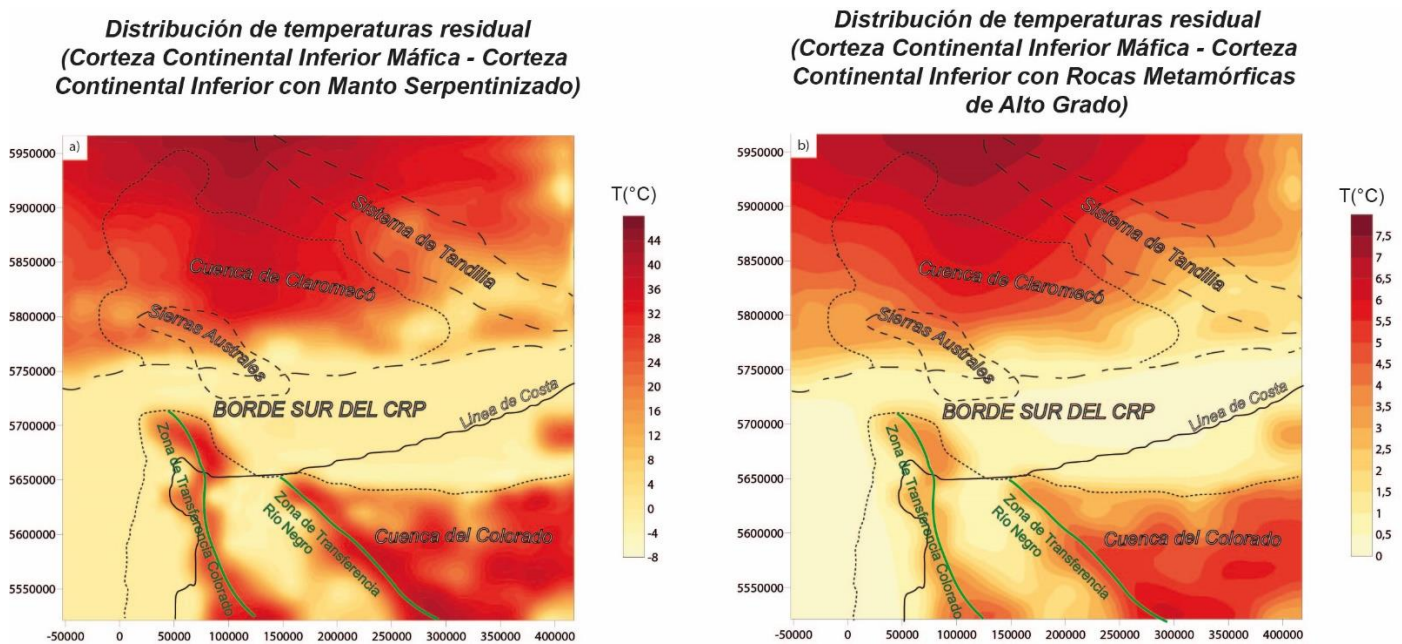 Distribución de temperaturas residual
(Corteza Continental Inferior Máfica - Corteza
Continental Inferior con Manto Serpentinizado)
a)
5950000
5900000
5850000
5800000
5750000
5700000
5650000
5600000
5550000
-50000 0 50000 100000 150000 200000 250000 300000 350000 400000
Sistema de Tandilia
Cuenca de Claromecó
Sierras Australes
BORDE SUR DEL CRP
Línea de Costa
Zona de Transferencia Colorado
Zona de Transferencia
Río Negro
Cuenca del Colorado
T(°C)
44
40
36
32
28
24
20
16
12
8
4
0
-4
-8
Distribución de temperaturas residual
(Corteza Continental Inferior Máfica - Corteza
Continental Inferior con Rocas Metamórficas
de Alto Grado)
b)
5950000
5900000
5850000
5800000
5750000
5700000
5650000
5600000
5550000
-50000 0 50000 100000 150000 200000 250000 300000 350000 400000
Sistema de Tandilia
Cuenca de Claromecó
Sierras Australes
BORDE SUR DEL CRP
Línea de Costa
Zona de Transferencia Colorado
Zona de Transferencia
Río Negro
Cuenca del Colorado
T(°C)
7,5
7
6,5
6
5,5
5
4,5
4
3,5
3
2,5
2
1,5
1
0,5
0